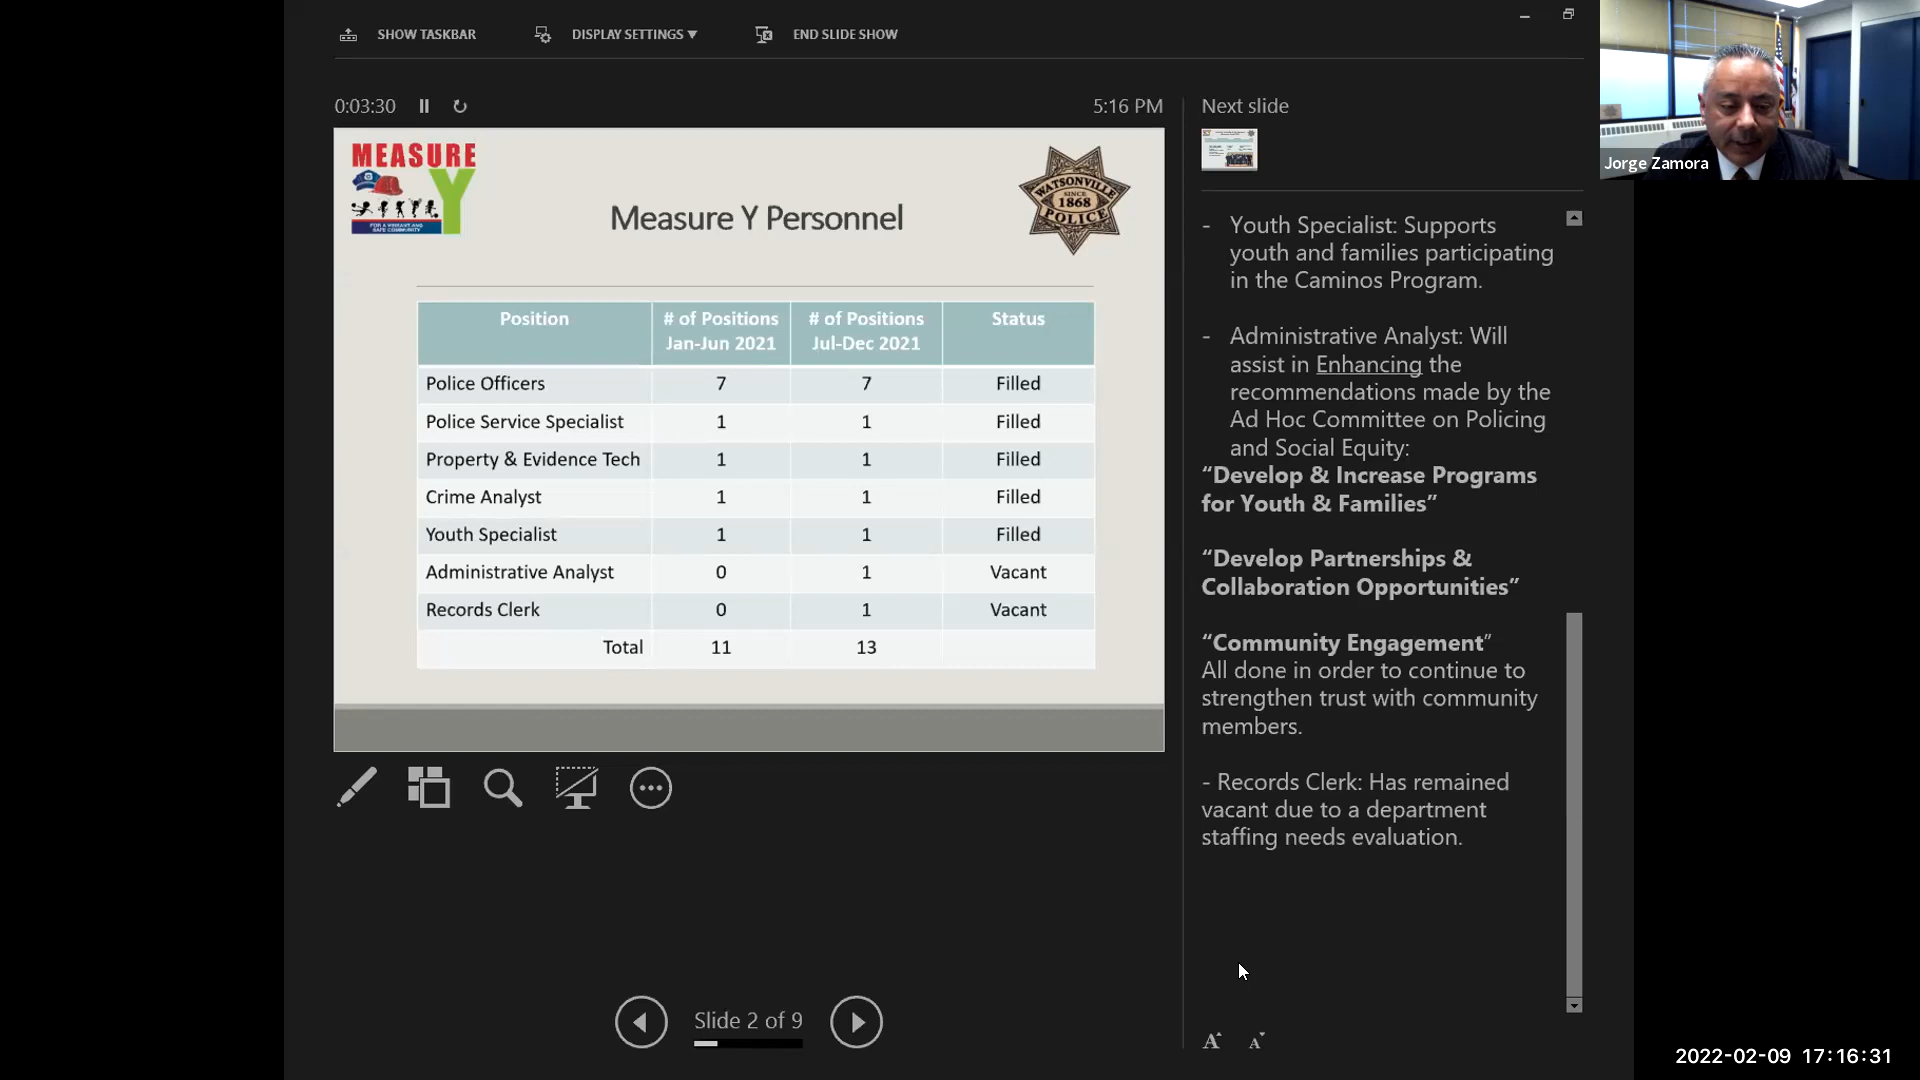 SHOW TASKBAR
DISPLAY SETTINGS ▼
END SLIDE SHOW
0:03:30
5:16 PM
MEASURE
Y
FOR A VIBRANT AND
SAFE COMMUNITY
Measure Y Personnel
WATSONVILLE
SINCE
1868
POLICE
Position # of Positions # of Positions Status
Jan-Jun 2021 Jul-Dec 2021
Police Officers 7 7 Filled
Police Service Specialist 1 1 Filled
Property & Evidence Tech 1 1 Filled
Crime Analyst 1 1 Filled
Youth Specialist 1 1 Filled
Administrative Analyst 0 1 Vacant
Records Clerk 0 1 Vacant
Total 11 13
Slide 2 of 9
Next slide
- Youth Specialist: Supports
youth and families participating
in the Caminos Program.
- Administrative Analyst: Will
assist in Enhancing the
recommendations made by the
Ad Hoc Committee on Policing
and Social Equity:
“Develop & Increase Programs
for Youth & Families”
“Develop Partnerships &
Collaboration Opportunities”
“Community Engagement”
All done in order to continue to
strengthen trust with community
members.
- Records Clerk: Has remained
vacant due to a department
staffing needs evaluation.
A A
Jorge Zamora
2022-02-09 17:16:31